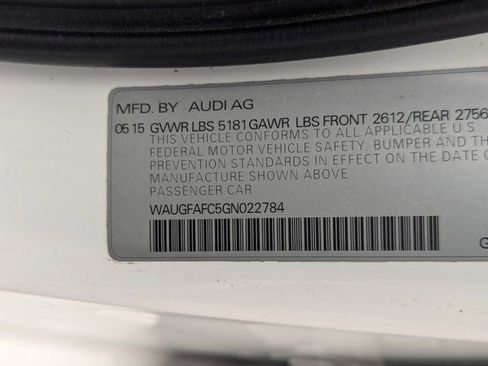 MFD. BY AUDI AG
05 15 GVWR LBS 5181 GAWR LBS FRONT 2612/REAR 2756
THIS VEHICLE CONFORMS TO ALL APPLICABLE U S
FEDERAL MOTOR VEHICLE SAFETY, BUMPER AND TH
PREVENTION STANDARDS IN EFFECT ON THE DATE O
MANUFACTURE SHOWN ABOVE
PASSENGER CAR
WAUGFAFC5GN022784
G